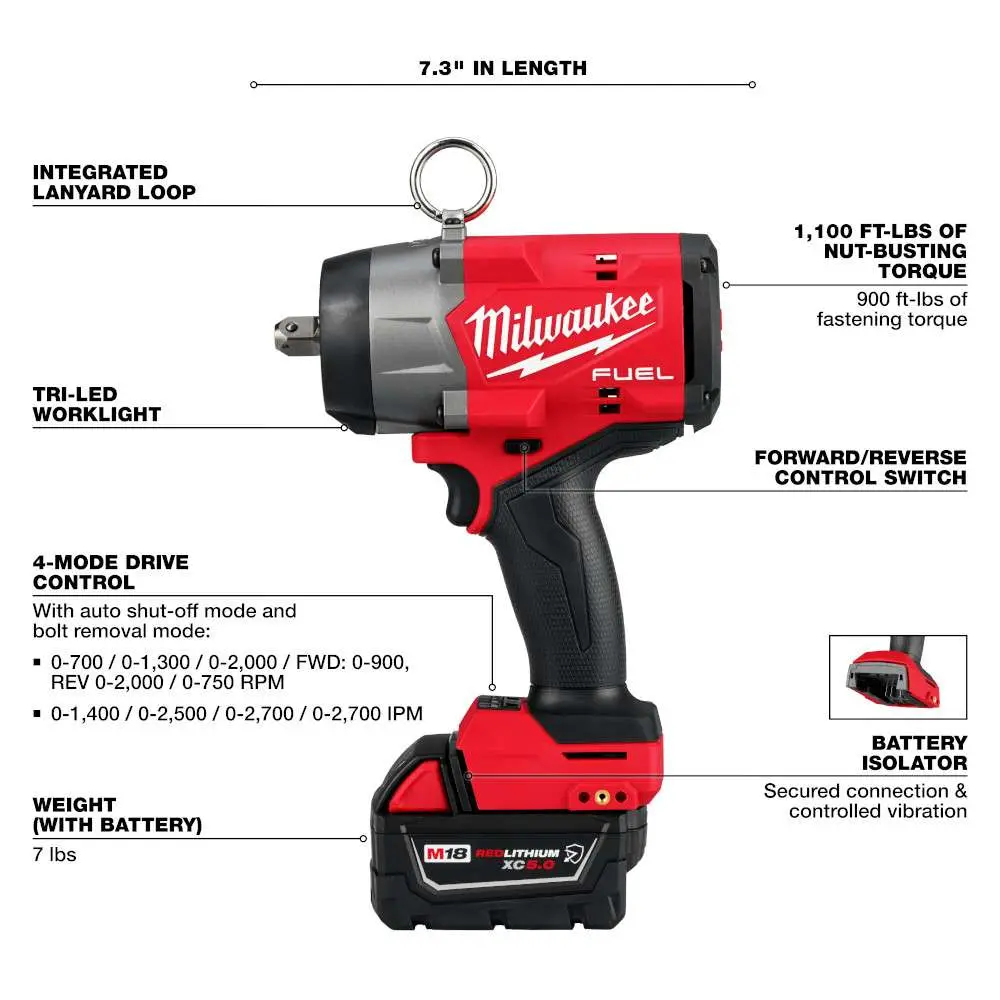 7.3" IN LENGTH
INTEGRATED
LANYARD LOOP
1,100 FT-LBS OF
NUT-BUSTING
TORQUE
900 ft-lbs of
fastening torque
Milwaukee
FUEL
TRI-LED
WORKLIGHT
FORWARD/REVERSE
CONTROL SWITCH
4-MODE DRIVE
CONTROL
With auto shut-off mode and
bolt removal mode:
▪ 0-700 / 0-1,300 / 0-2,000 / FWD: 0-900,
REV 0-2,000 / 0-750 RPM
▪ 0-1,400 / 0-2,500 / 0-2,700 / 0-2,700 IPM
BATTERY
ISOLATOR
Secured connection &
controlled vibration
WEIGHT
(WITH BATTERY)
7 lbs
M18 REDLITHIUM
XC5.0